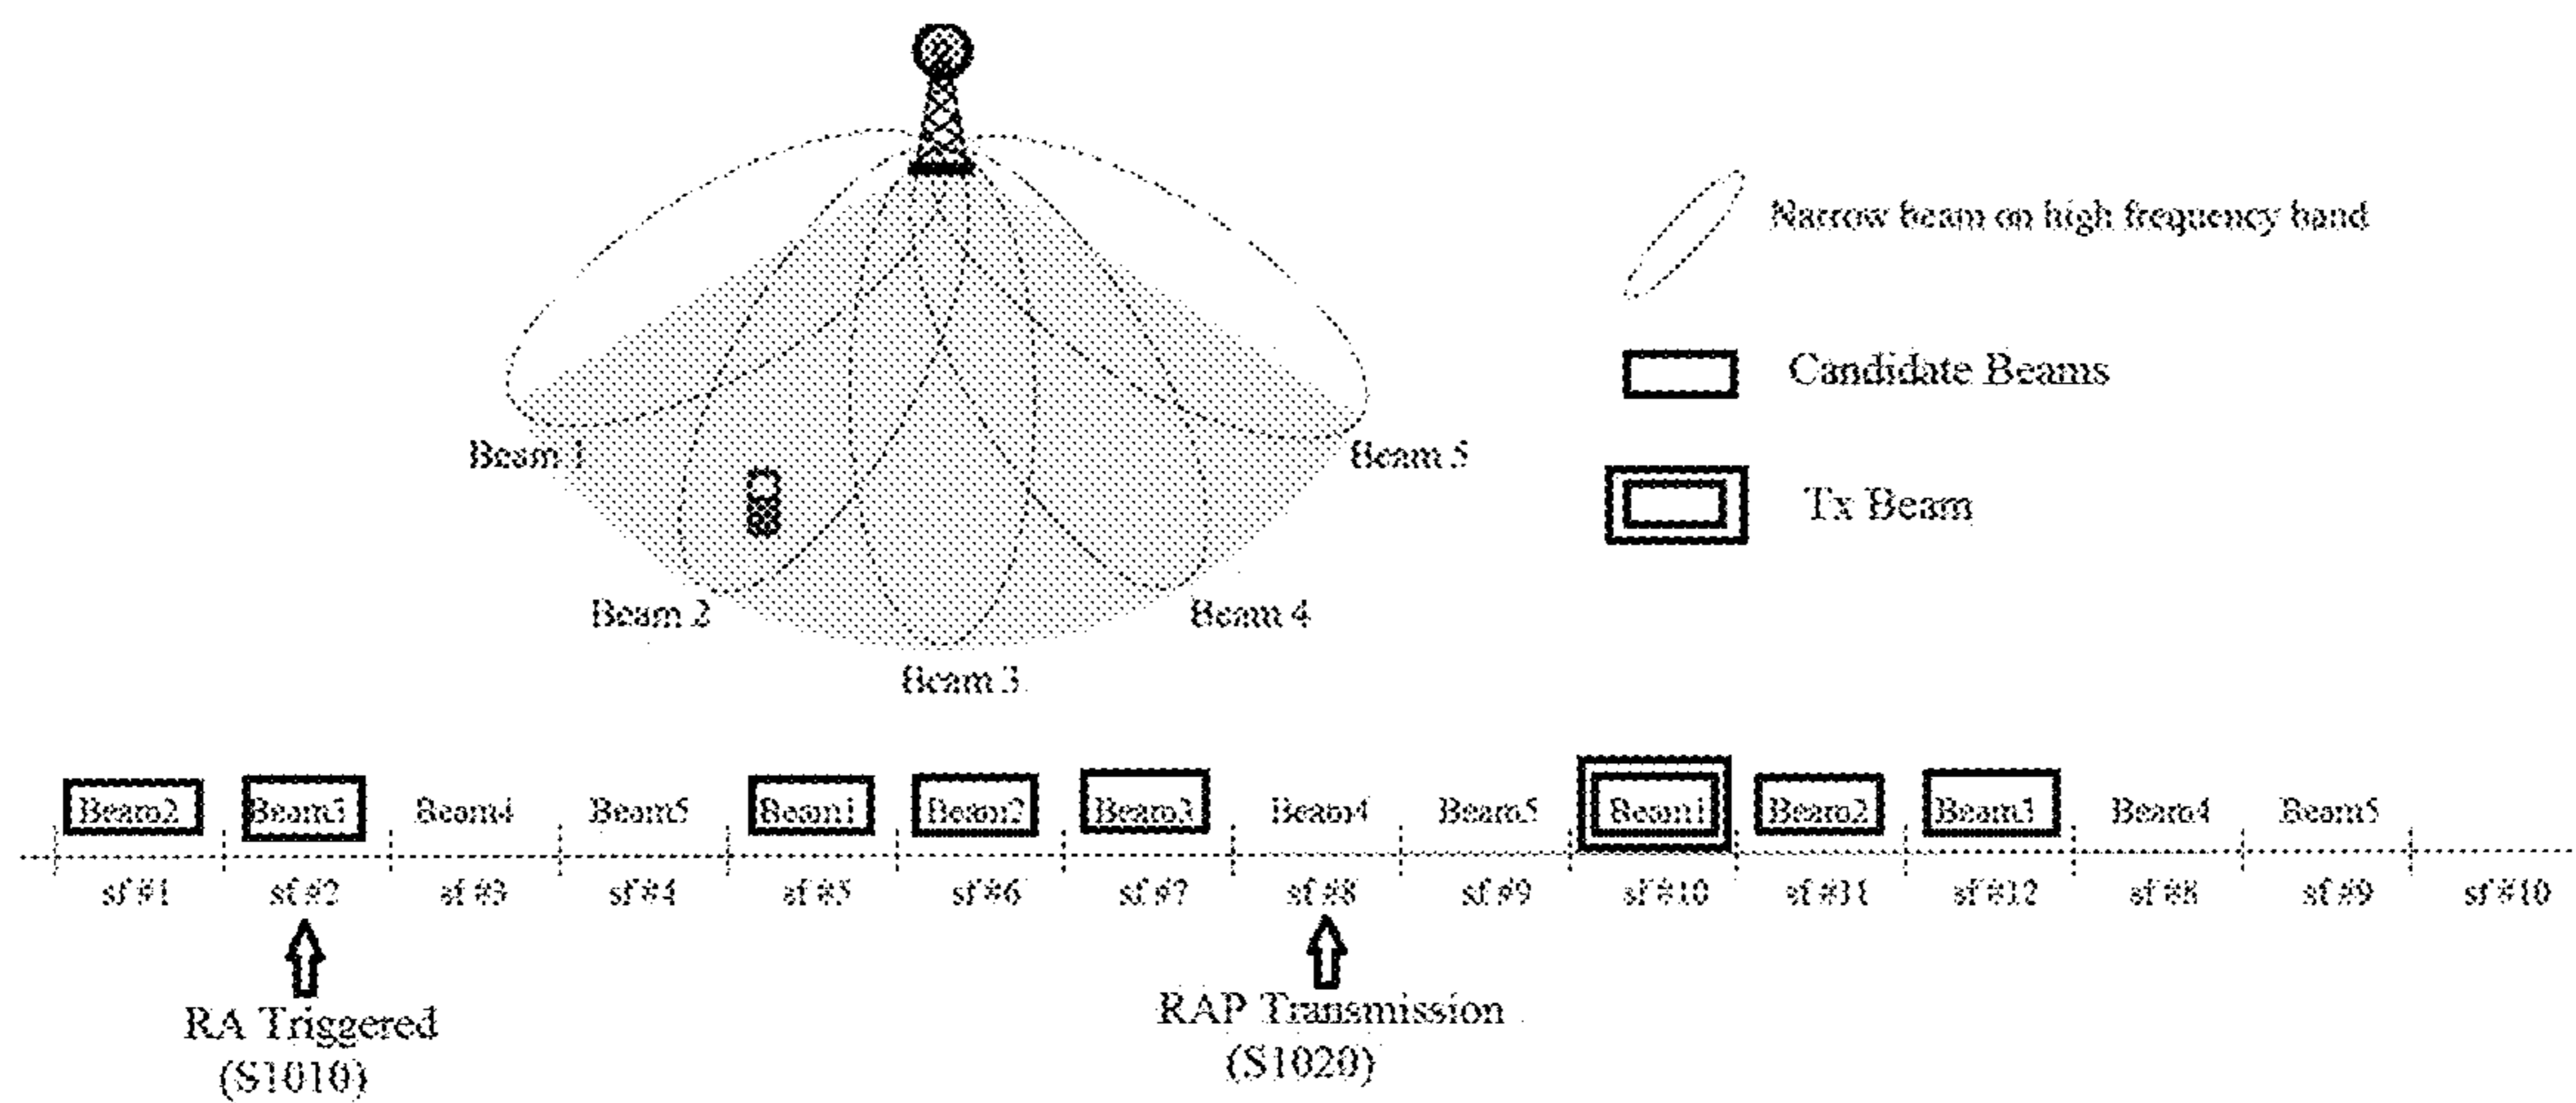 Narrow beam on high frequency band
Candidate Beams
Tx Beam
Beam 1
Beam 5
Beam 2
Beam 4
Beam 3
Beam2 Beam3 Beam4 Beam5 Beam1 Beam2 Beam3 Beam4 Beam5 Beam1 Beam2 Beam3 Beam4 Beam5
sf #1 sf #2 sf #3 sf #4 sf #5 sf #6 sf #7 sf #8 sf #9 sf #10 sf #11 sf #12 sf #8 sf #9 sf #10
RA Triggered
(S1010)
RAP Transmission
(S1020)